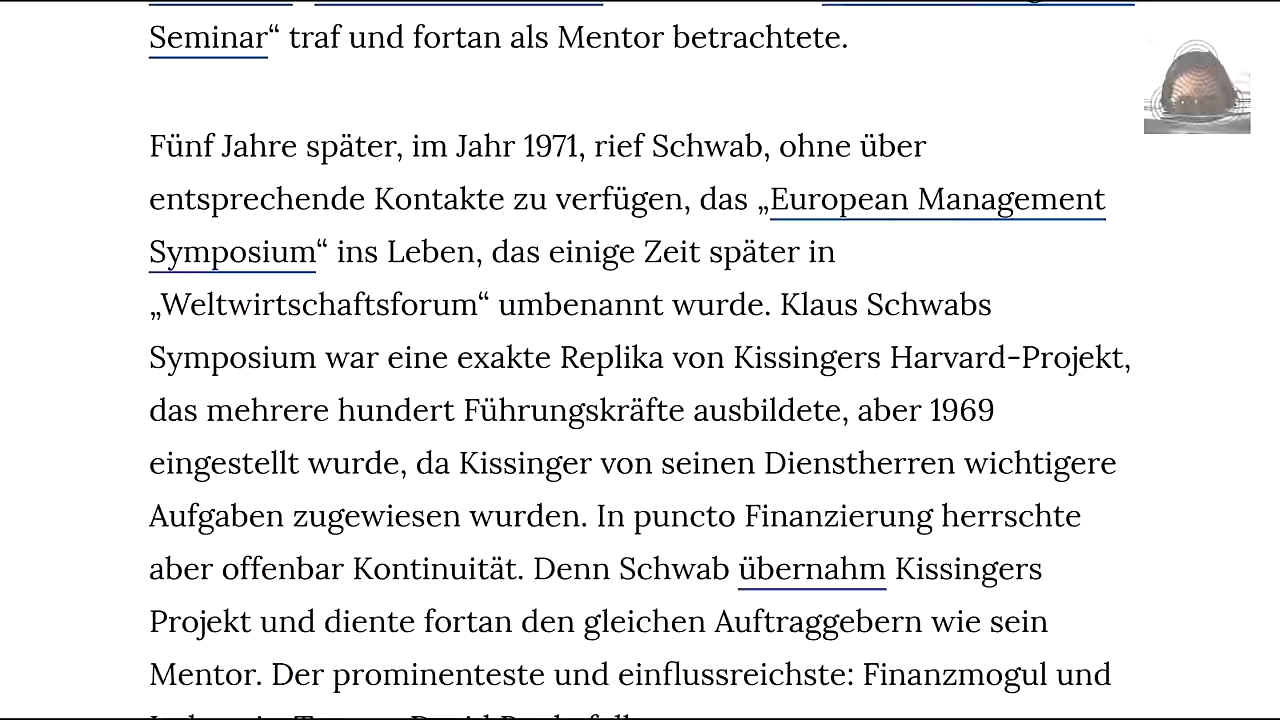 Seminar“ traf und fortan als Mentor betrachtete.
Fünf Jahre später, im Jahr 1971, rief Schwab, ohne über
entsprechende Kontakte zu verfügen, das „European Management
Symposium“ ins Leben, das einige Zeit später in
„Weltwirtschaftsforum“ umbenannt wurde. Klaus Schwabs
Symposium war eine exakte Replika von Kissingers Harvard-Projekt,
das mehrere hundert Führungskräfte ausbildete, aber 1969
eingestellt wurde, da Kissinger von seinen Dienstherren wichtigere
Aufgaben zugewiesen wurden. In puncto Finanzierung herrschte
aber offenbar Kontinuität. Denn Schwab übernahm Kissingers
Projekt und diente fortan den gleichen Auftraggebern wie sein
Mentor. Der prominenteste und einflussreichste: Finanzmogul und